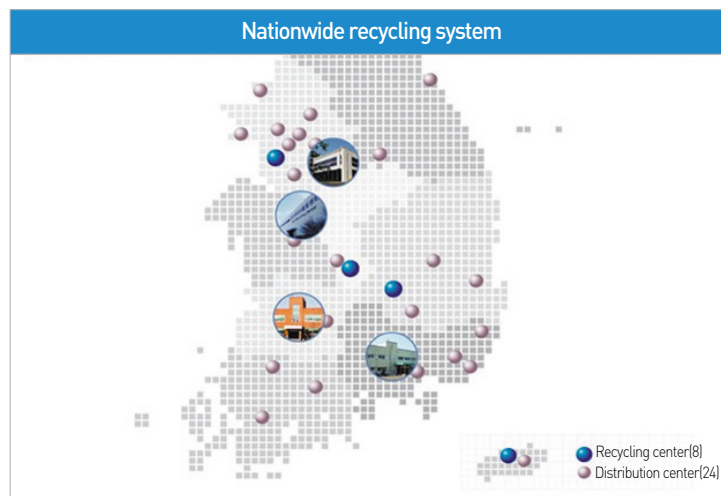 Nationwide recycling system
Recycling center(8)
Distribution center(24)